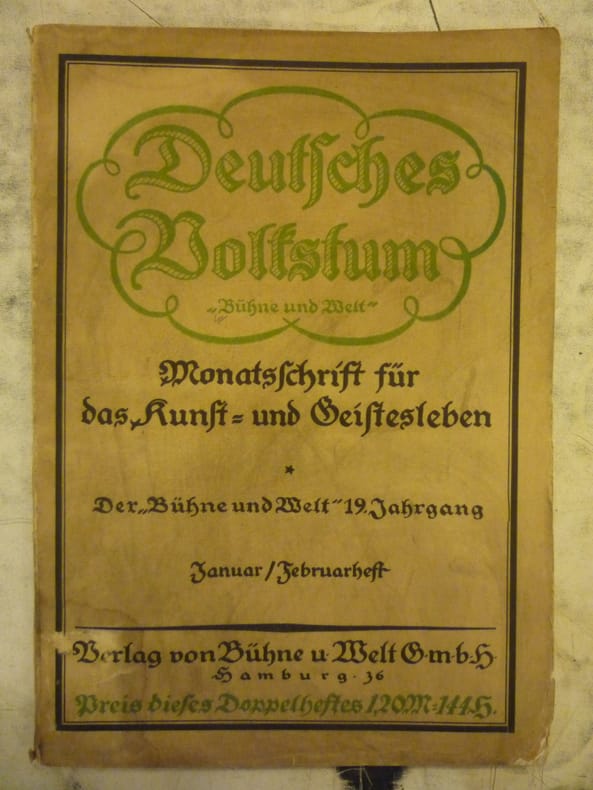 Deutsches
Volkstum
„Bühne und Welt“
Monatsschrift für
das Kunst= und Geistesleben
*
Der „Bühne und Welt“ 19. Jahrgang
Januar/Februarheft
Verlag von Bühne u. Welt G·m·b·H·
Hamburg · 36
Preis dieses Doppelheftes 1,20 M·=144 H.